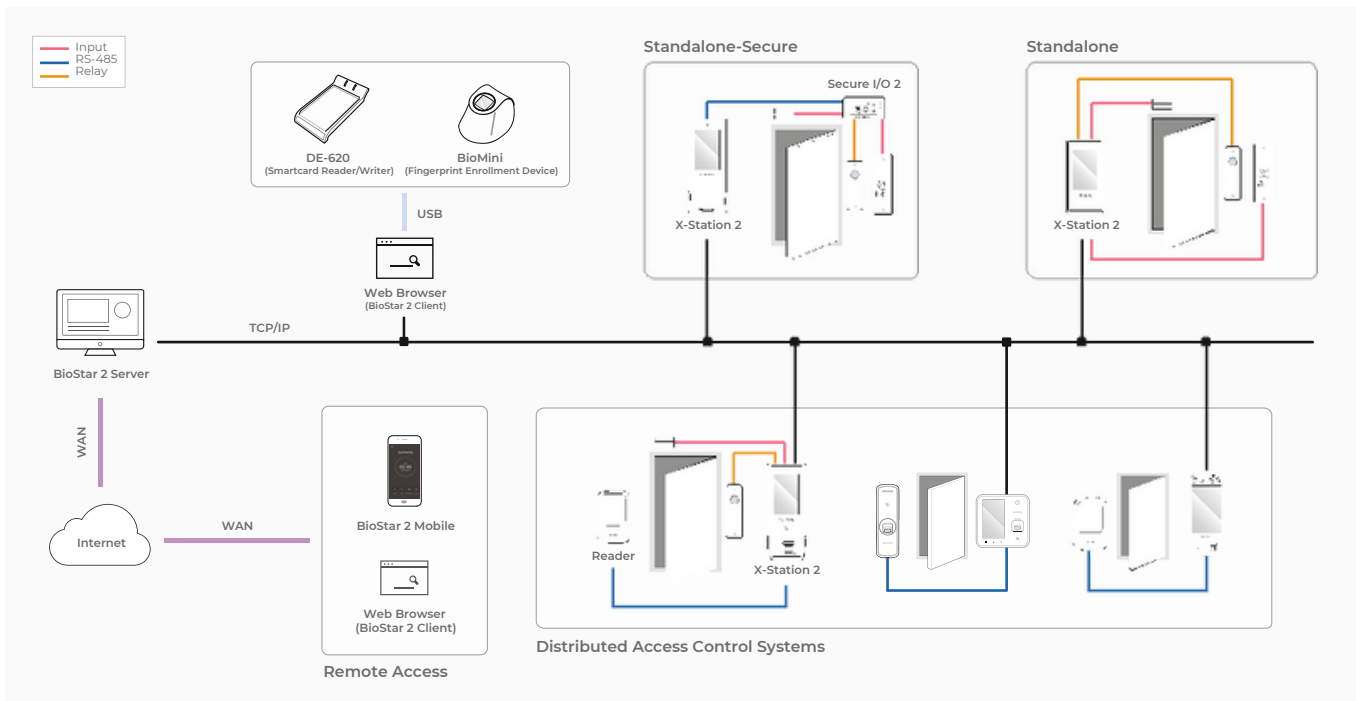 Input
RS-485
Relay
DE-620
(Smartcard Reader/Writer)
BioMini
(Fingerprint Enrollment Device)
USB
Web Browser
(BioStar 2 Client)
Standalone-Secure
Secure I/O 2
X-Station 2
Standalone
X-Station 2
TCP/IP
BioStar 2 Server
WAN
Internet
WAN
BioStar 2 Mobile
Web Browser
(BioStar 2 Client)
Remote Access
Reader
X-Station 2
Distributed Access Control Systems